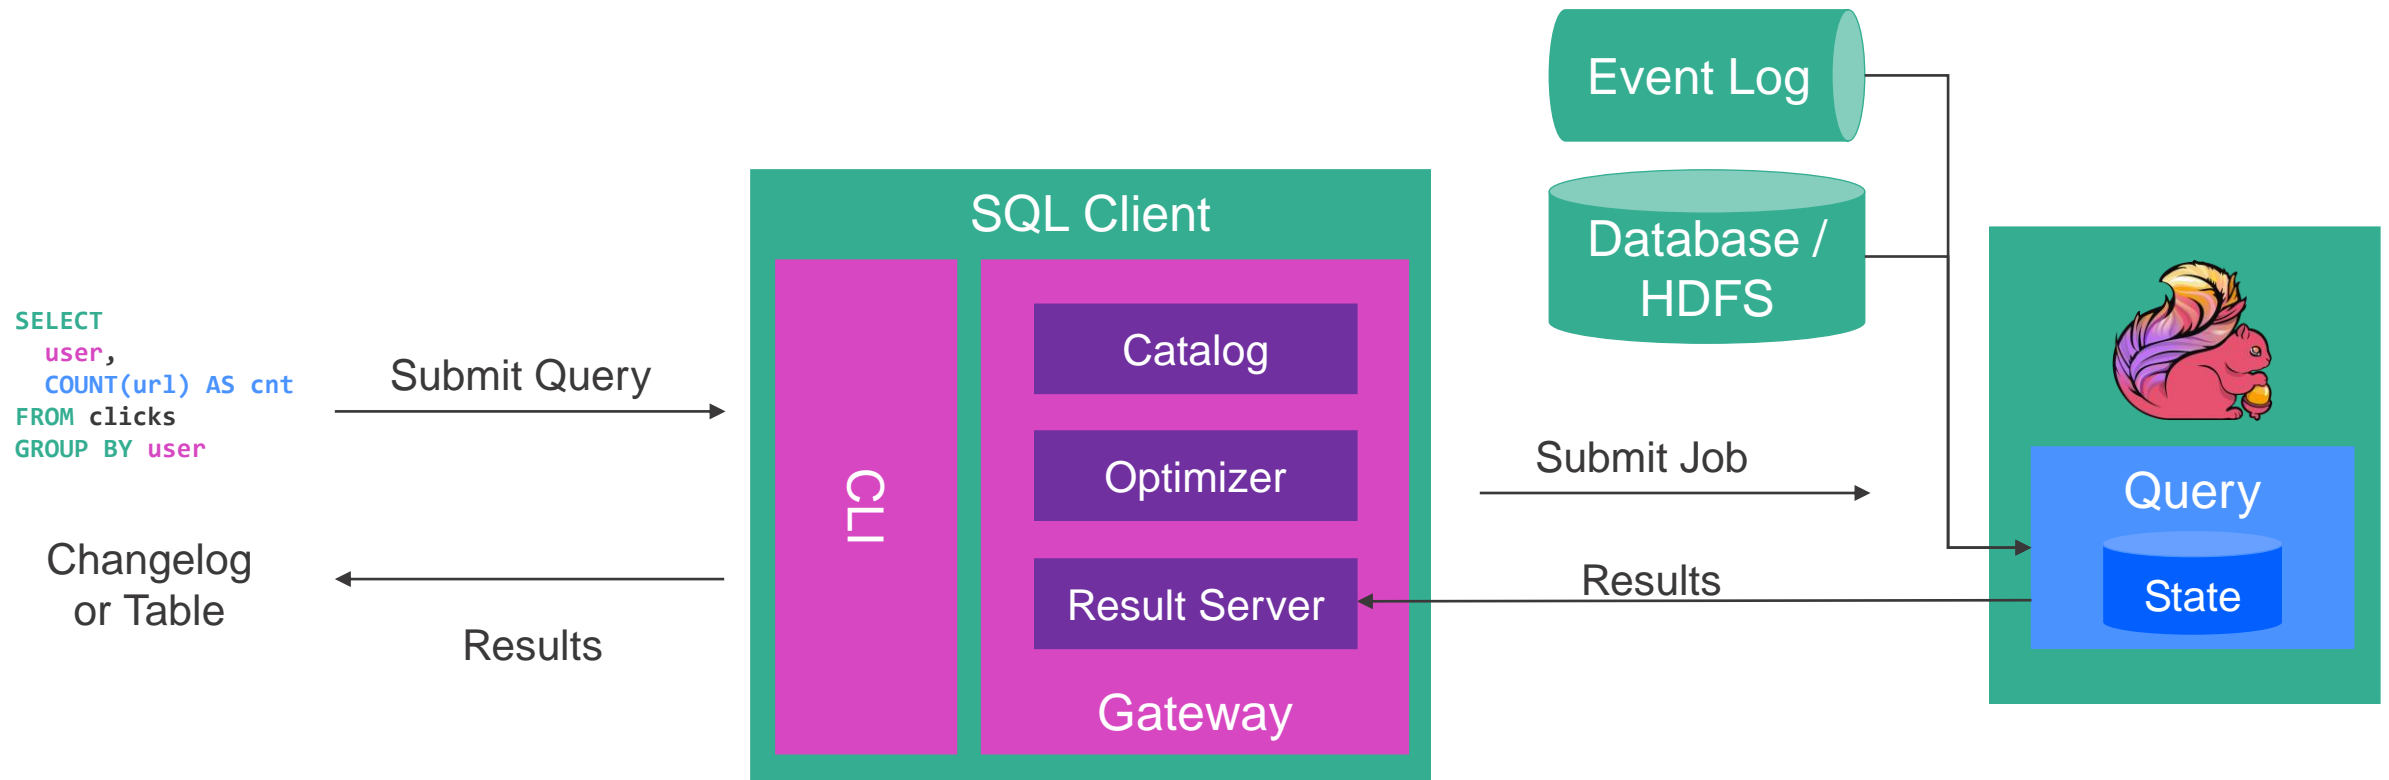 SELECT
user,
COUNT(url) AS cnt
FROM clicks
GROUP BY user
Submit Query
Changelog
or Table
Results
SQL Client
CLI
Catalog
Optimizer
Result Server
Gateway
Event Log
Database /
HDFS
Submit Job
Results
Query
State